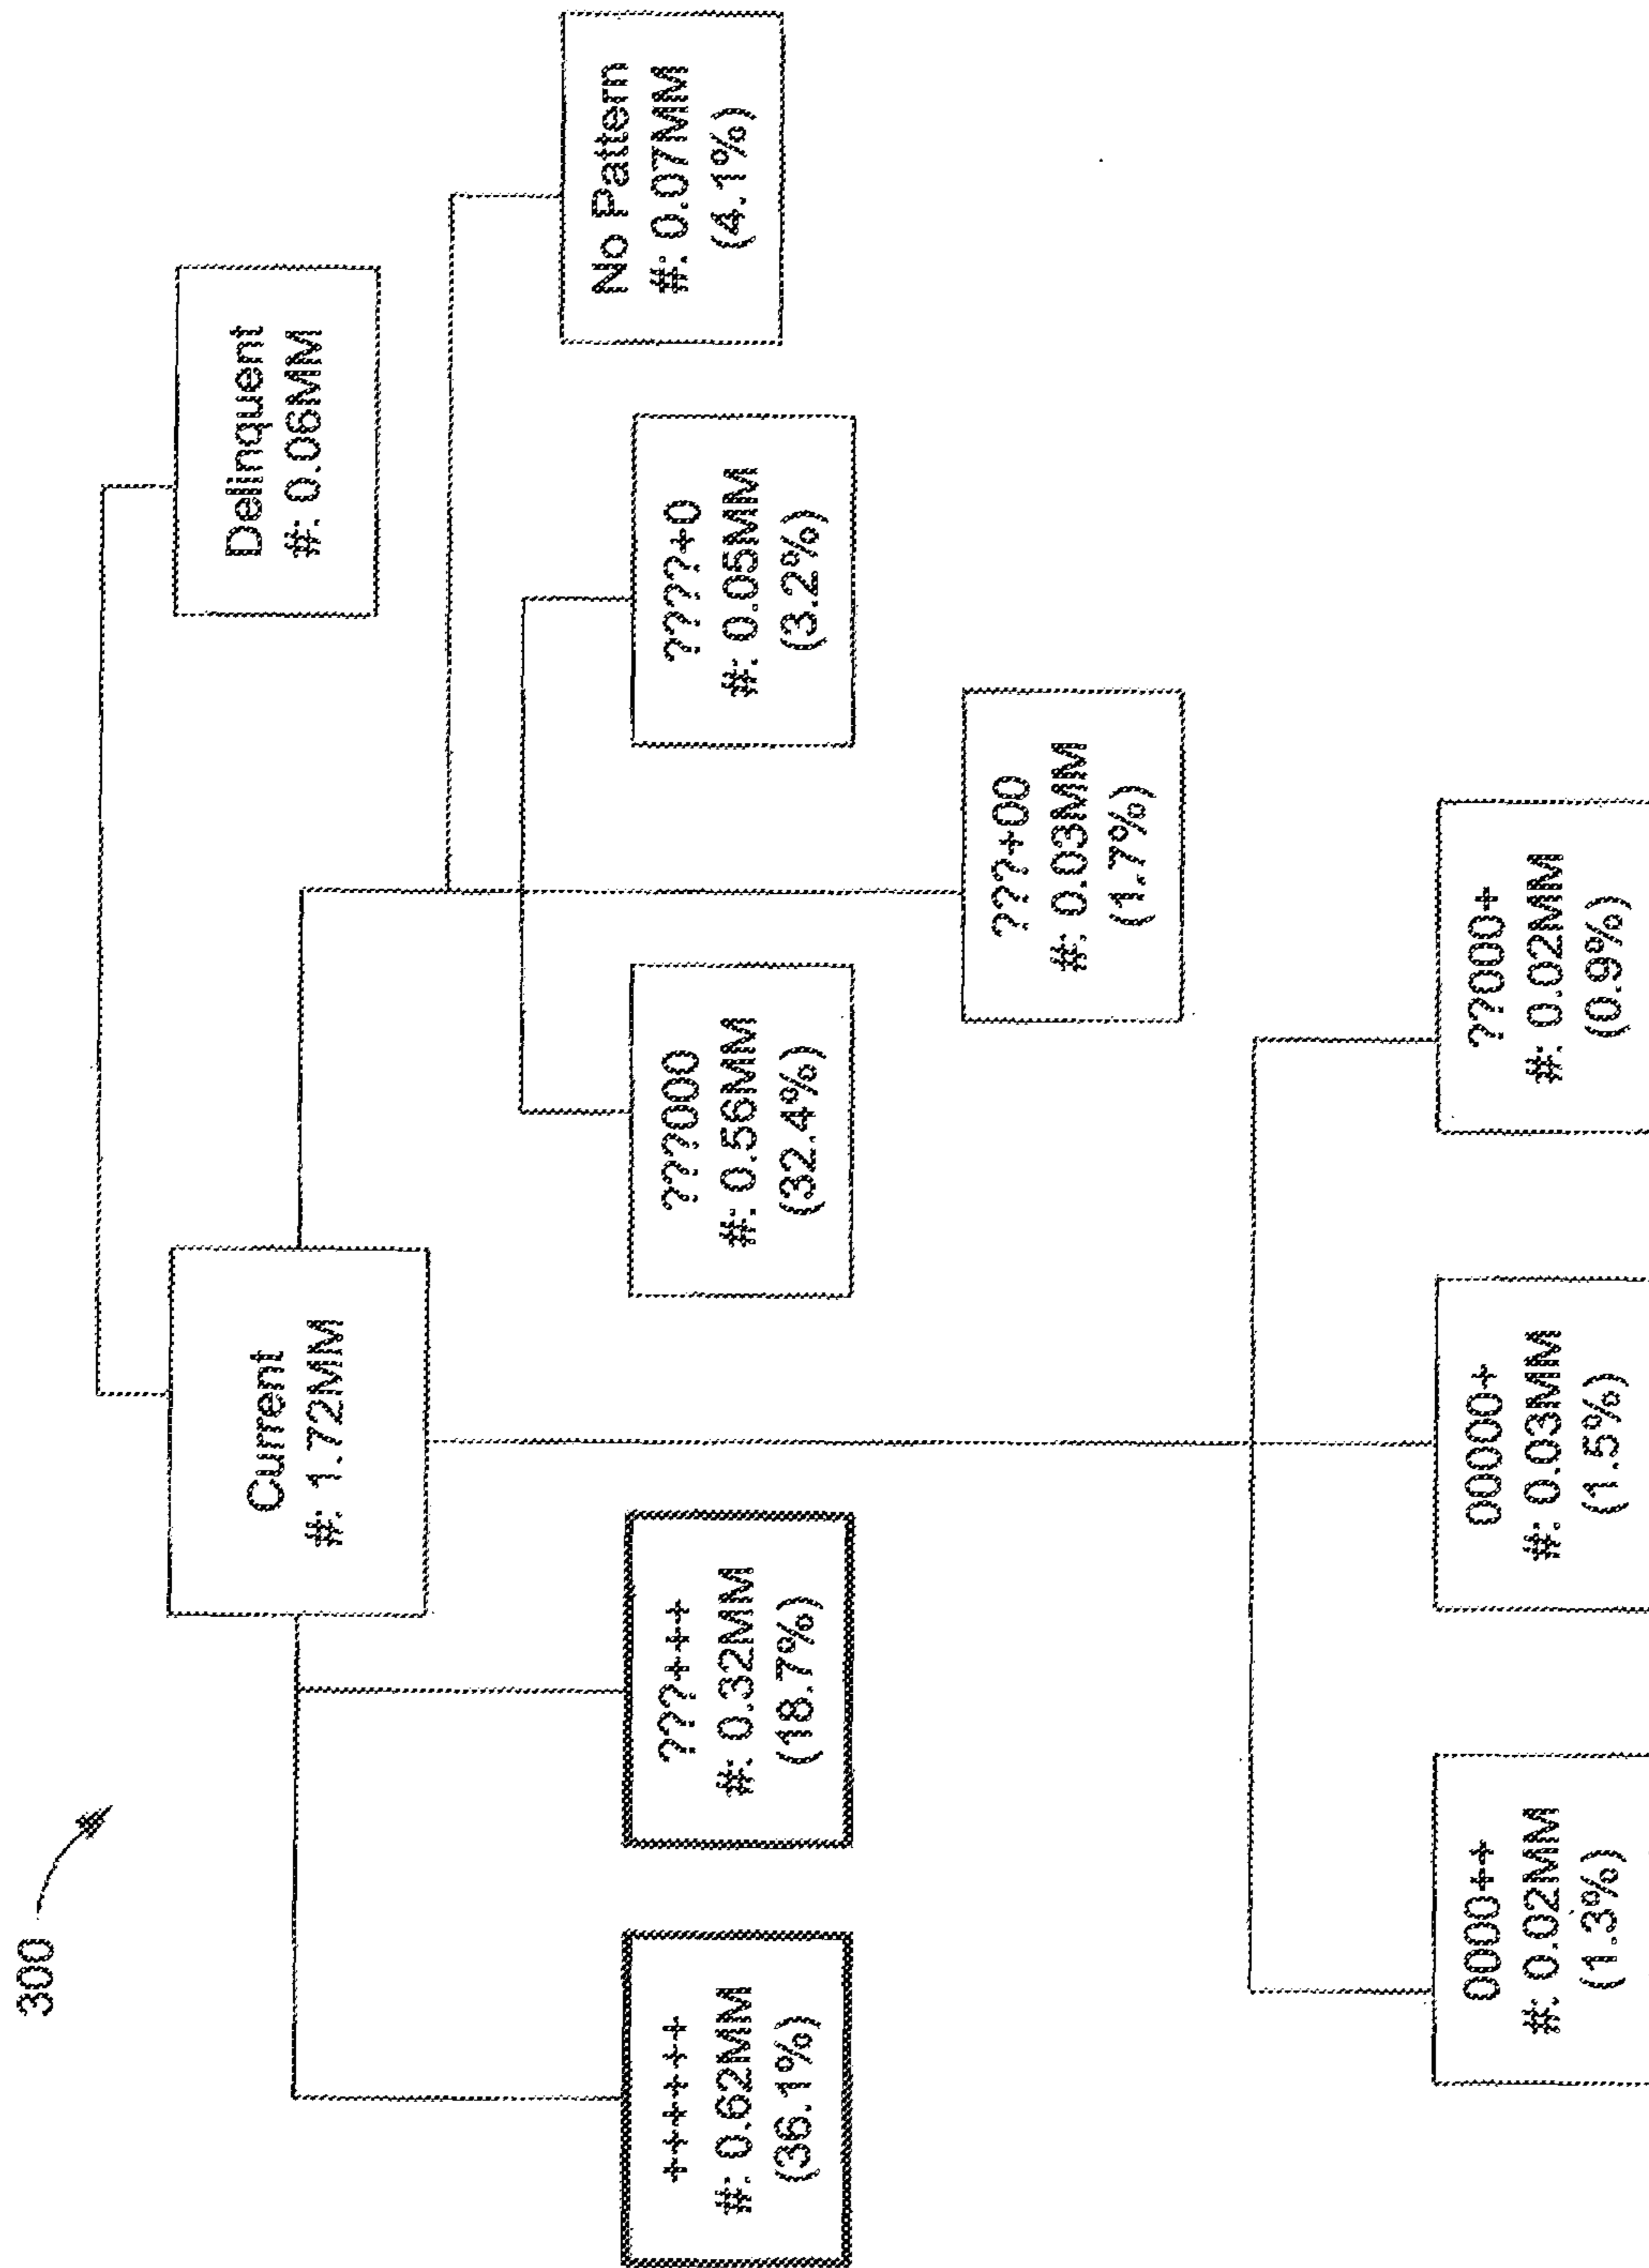 300
Current
#: 1.72MM
Delinquent
#: 0.06MM
++++++
#: 0.62MM
(36.1%)
???+++
#: 0.32MM
(18.7%)
???000
#: 0.56MM
(32.4%)
????+0
#: 0.05MM
(3.2%)
No Pattern
#: 0.07MM
(4.1%)
???+00
#: 0.03MM
(1.7%)
0000++
#: 0.02MM
(1.3%)
00000+
#: 0.03MM
(1.5%)
??000+
#: 0.02MM
(0.9%)